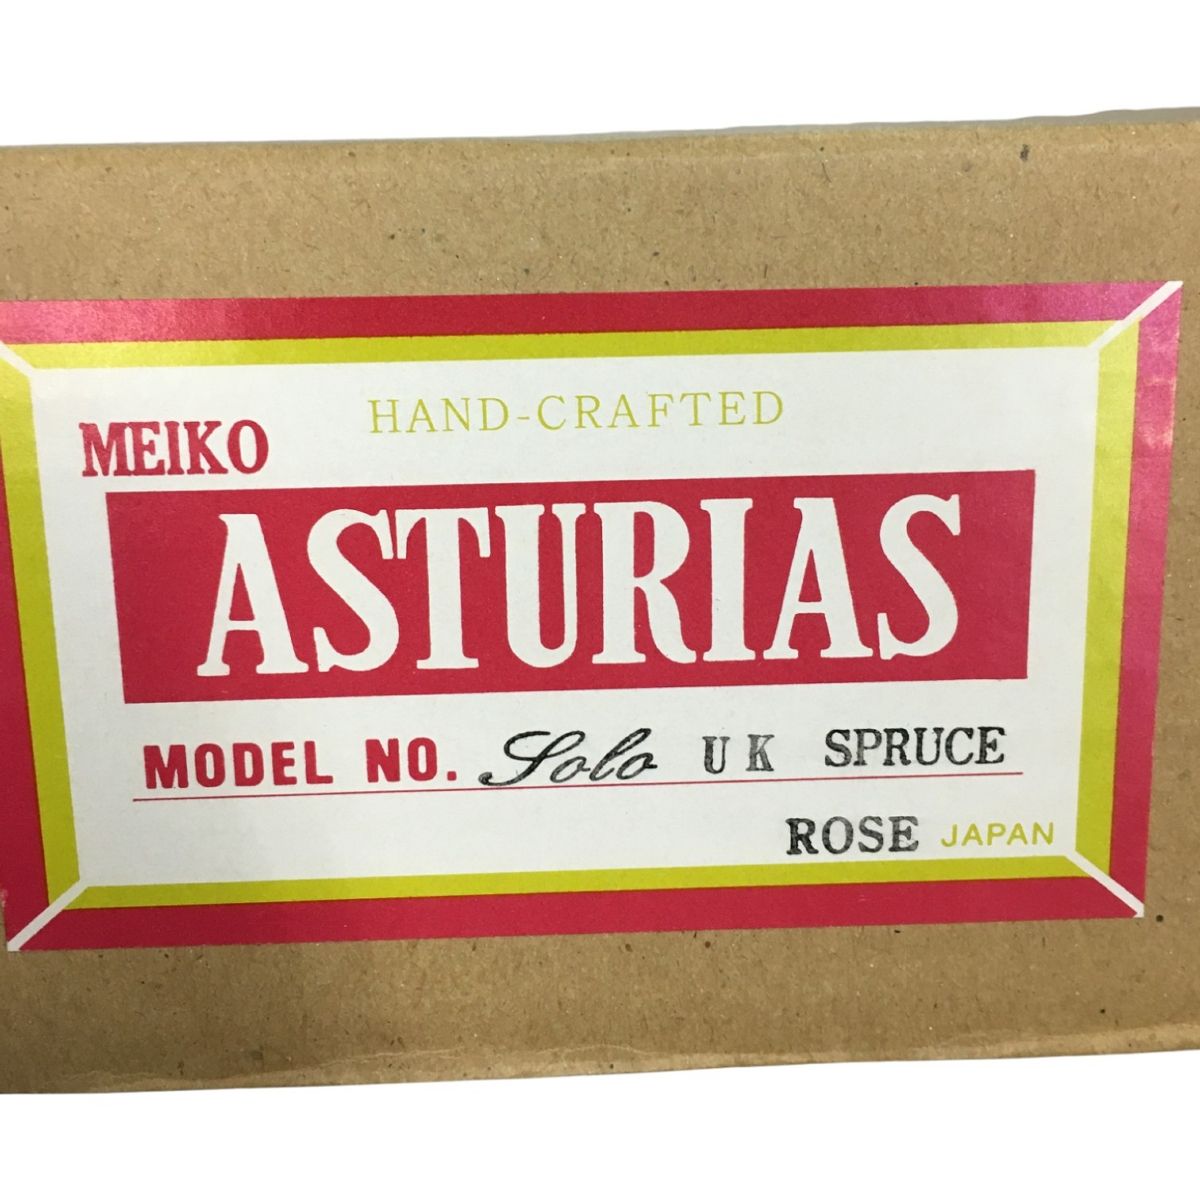 HAND-CRAFTED
MEIKO
ASTURIAS
MODEL NO. Solo UK SPRUCE
ROSE JAPAN